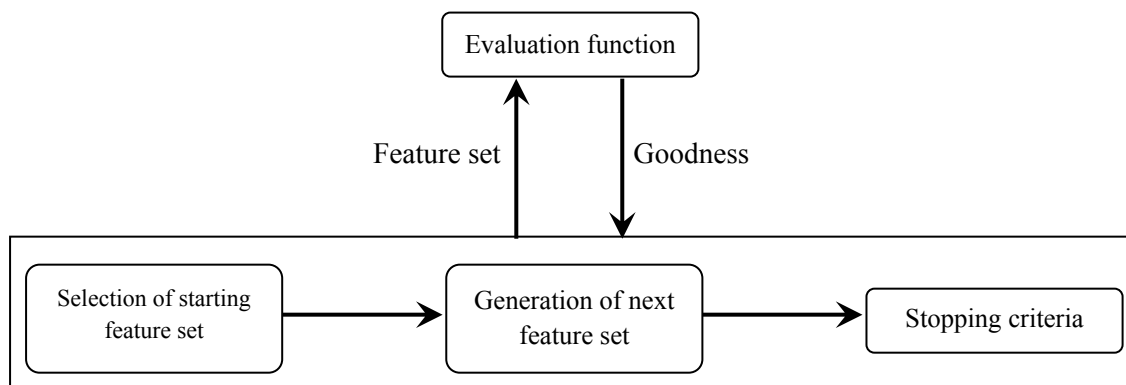 Evaluation function
Feature set
Goodness
Selection of starting
feature set
Generation of next
feature set
Stopping criteria